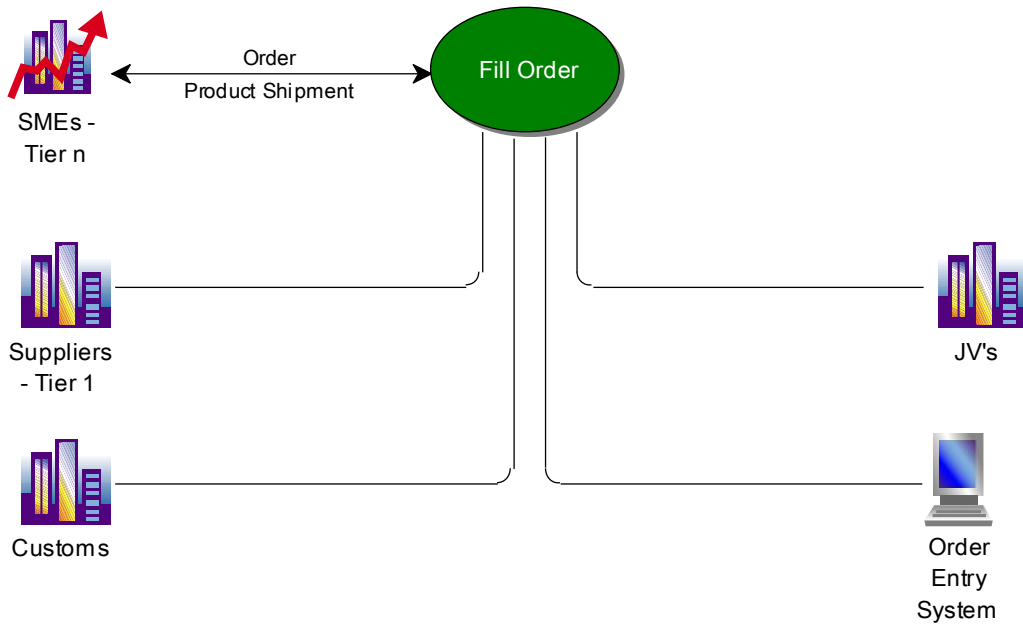 Order
Product Shipment
Fill Order
SMEs -
Tier n
Suppliers
- Tier 1
JV's
Customs
Order
Entry
System